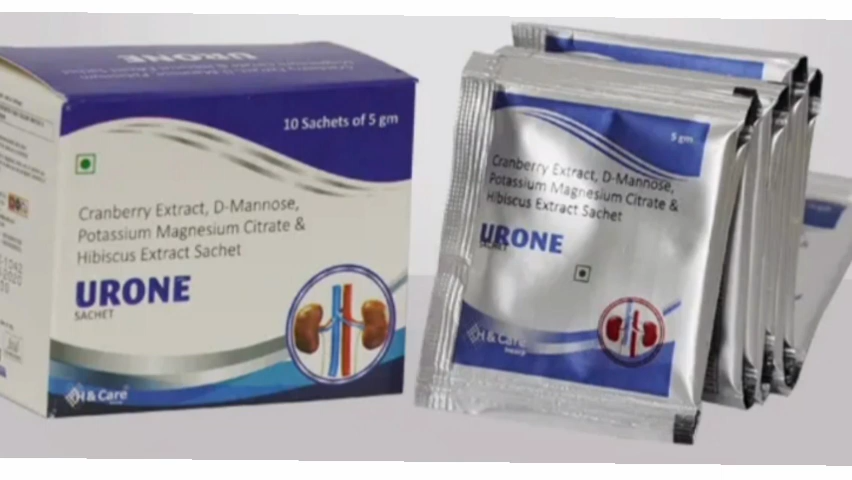 URONE
10 Sachets of 5 gm
Cranberry Extract, D-Mannose,
Potassium Magnesium Citrate &
Hibiscus Extract Sachet
URONE
SACHET
H & Care
5 gm
Cranberry Extract, D-Mannose,
Potassium Magnesium Citrate &
Hibiscus Extract Sachet
URONE
SACHET
H & Care